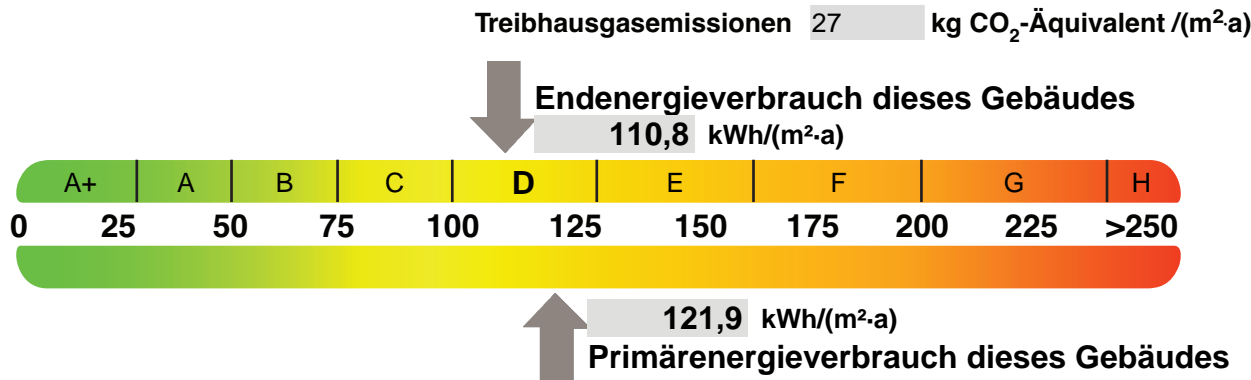 Treibhausgasemissionen 27 kg CO₂-Äquivalent /(m²·a)
Endenergieverbrauch dieses Gebäudes
110,8 kWh/(m²·a)
A+ A B C D E F G H
0 25 50 75 100 125 150 175 200 225 >250
121,9 kWh/(m²·a)
Primärenergieverbrauch dieses Gebäudes